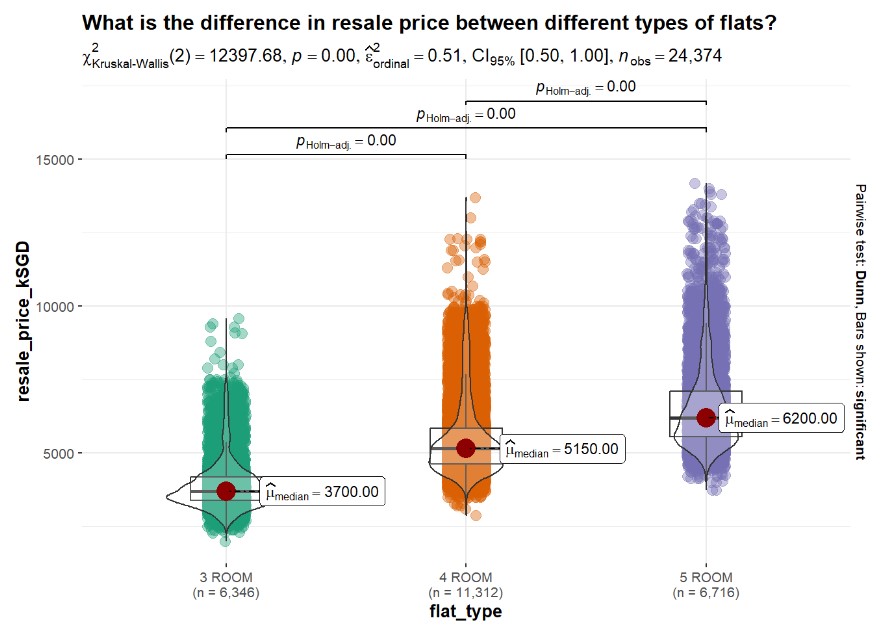 What is the difference in resale price between different types of flats?
χ²Kruskal-Wallis(2) = 12397.68, p = 0.00, ε̂²ordinal = 0.51, CI95% [0.50, 1.00], nobs = 24,374
pHolm−adj. = 0.00
pHolm−adj. = 0.00
pHolm−adj. = 0.00
15000
10000
5000
resale_price_kSGD
μ̂median = 3700.00
μ̂median = 5150.00
μ̂median = 6200.00
Pairwise test: Dunn, Bars shown: significant
3 ROOM
(n = 6,346)
4 ROOM
(n = 11,312)
5 ROOM
(n = 6,716)
flat_type